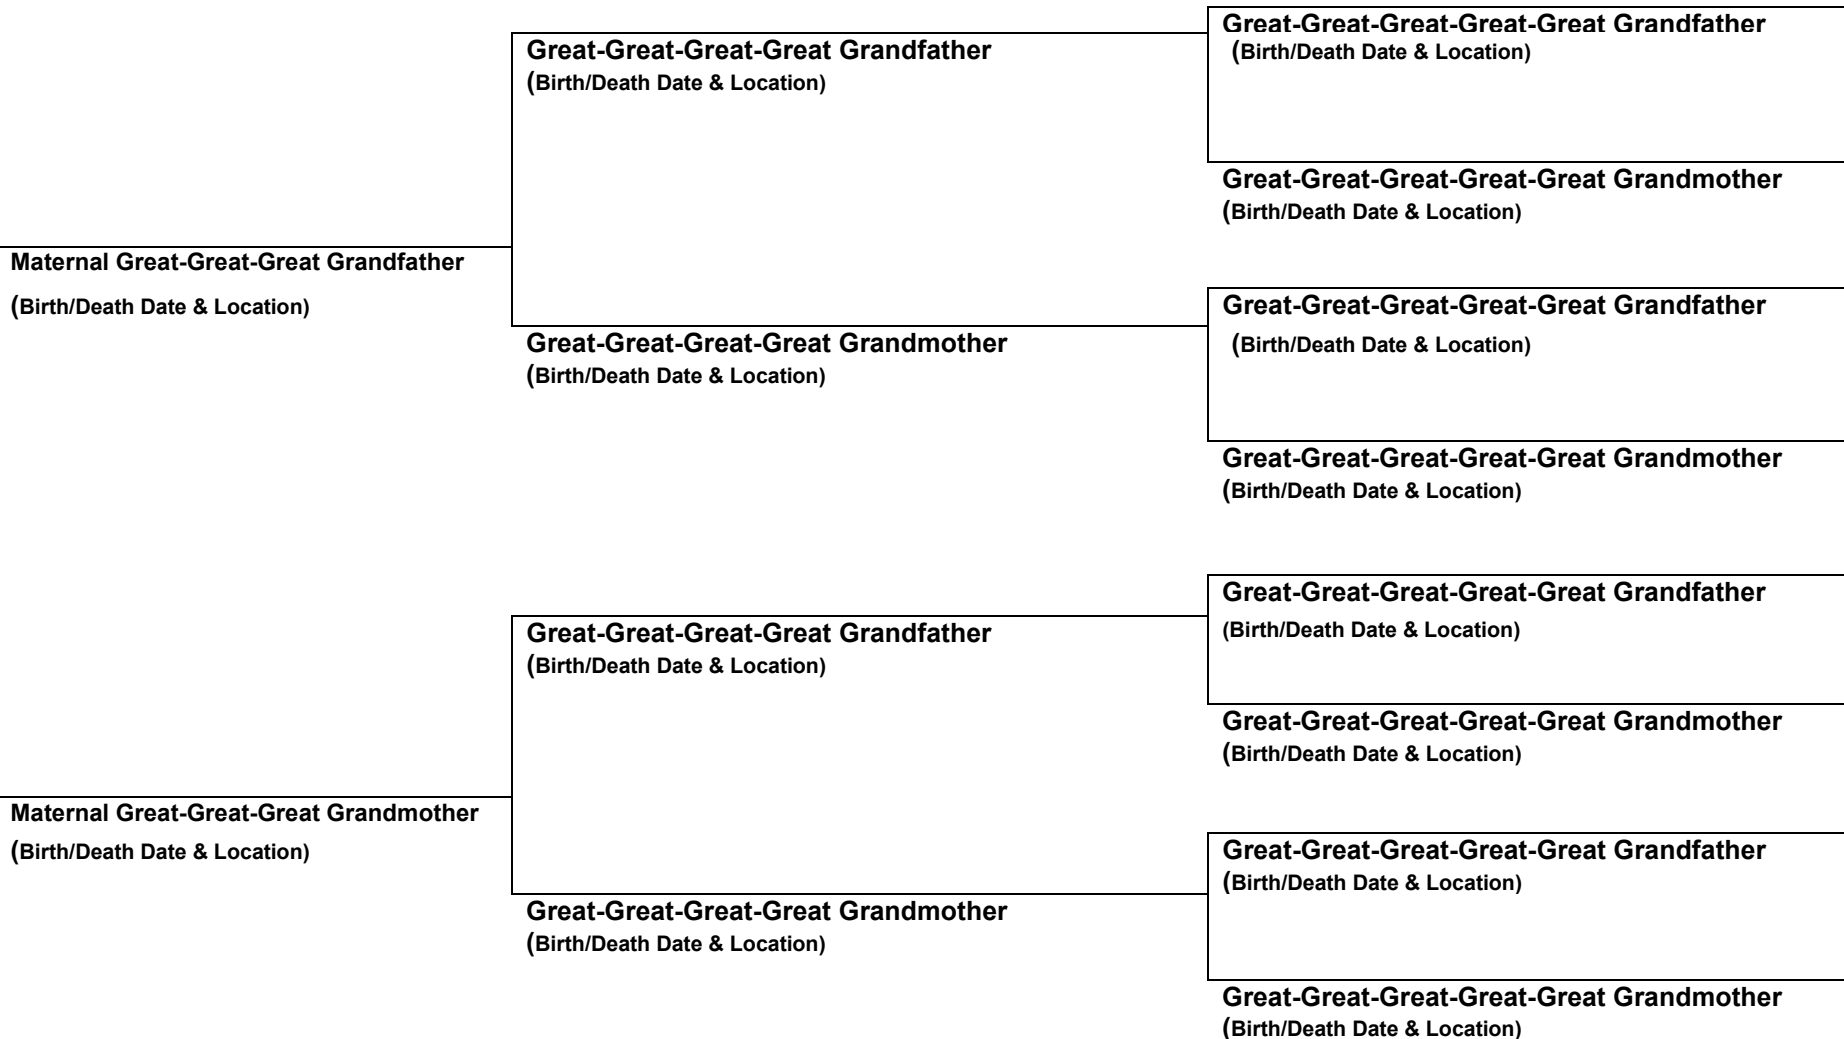 Great-Great-Great-Great-Great Grandfather
(Birth/Death Date & Location)
Great-Great-Great-Great Grandfather
(Birth/Death Date & Location)
Great-Great-Great-Great-Great Grandmother
(Birth/Death Date & Location)
Maternal Great-Great-Great Grandfather
(Birth/Death Date & Location)
Great-Great-Great-Great-Great Grandfather
(Birth/Death Date & Location)
Great-Great-Great-Great Grandmother
(Birth/Death Date & Location)
Great-Great-Great-Great-Great Grandmother
(Birth/Death Date & Location)
Great-Great-Great-Great-Great Grandfather
(Birth/Death Date & Location)
Great-Great-Great-Great Grandfather
(Birth/Death Date & Location)
Great-Great-Great-Great-Great Grandmother
(Birth/Death Date & Location)
Maternal Great-Great-Great Grandmother
(Birth/Death Date & Location)
Great-Great-Great-Great-Great Grandfather
(Birth/Death Date & Location)
Great-Great-Great-Great Grandmother
(Birth/Death Date & Location)
Great-Great-Great-Great-Great Grandmother
(Birth/Death Date & Location)